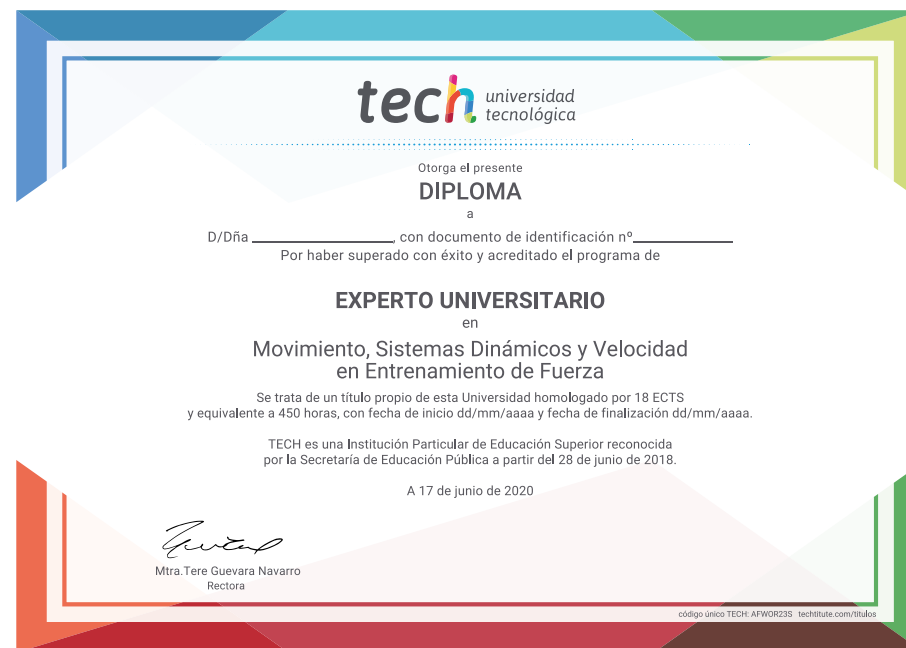 tech universidad
tecnológica
Otorga el presente
DIPLOMA
a
D/Dña ____________________, con documento de identificación nº______________
Por haber superado con éxito y acreditado el programa de
EXPERTO UNIVERSITARIO
en
Movimiento, Sistemas Dinámicos y Velocidad
en Entrenamiento de Fuerza
Se trata de un título propio de esta Universidad homologado por 18 ECTS
y equivalente a 450 horas, con fecha de inicio dd/mm/aaaa y fecha de finalización dd/mm/aaaa.
TECH es una Institución Particular de Educación Superior reconocida
por la Secretaría de Educación Pública a partir del 28 de junio de 2018.
A 17 de junio de 2020
Mtra.Tere Guevara Navarro
Rectora
código único TECH: AFWOR23S techtitute.com/titulos